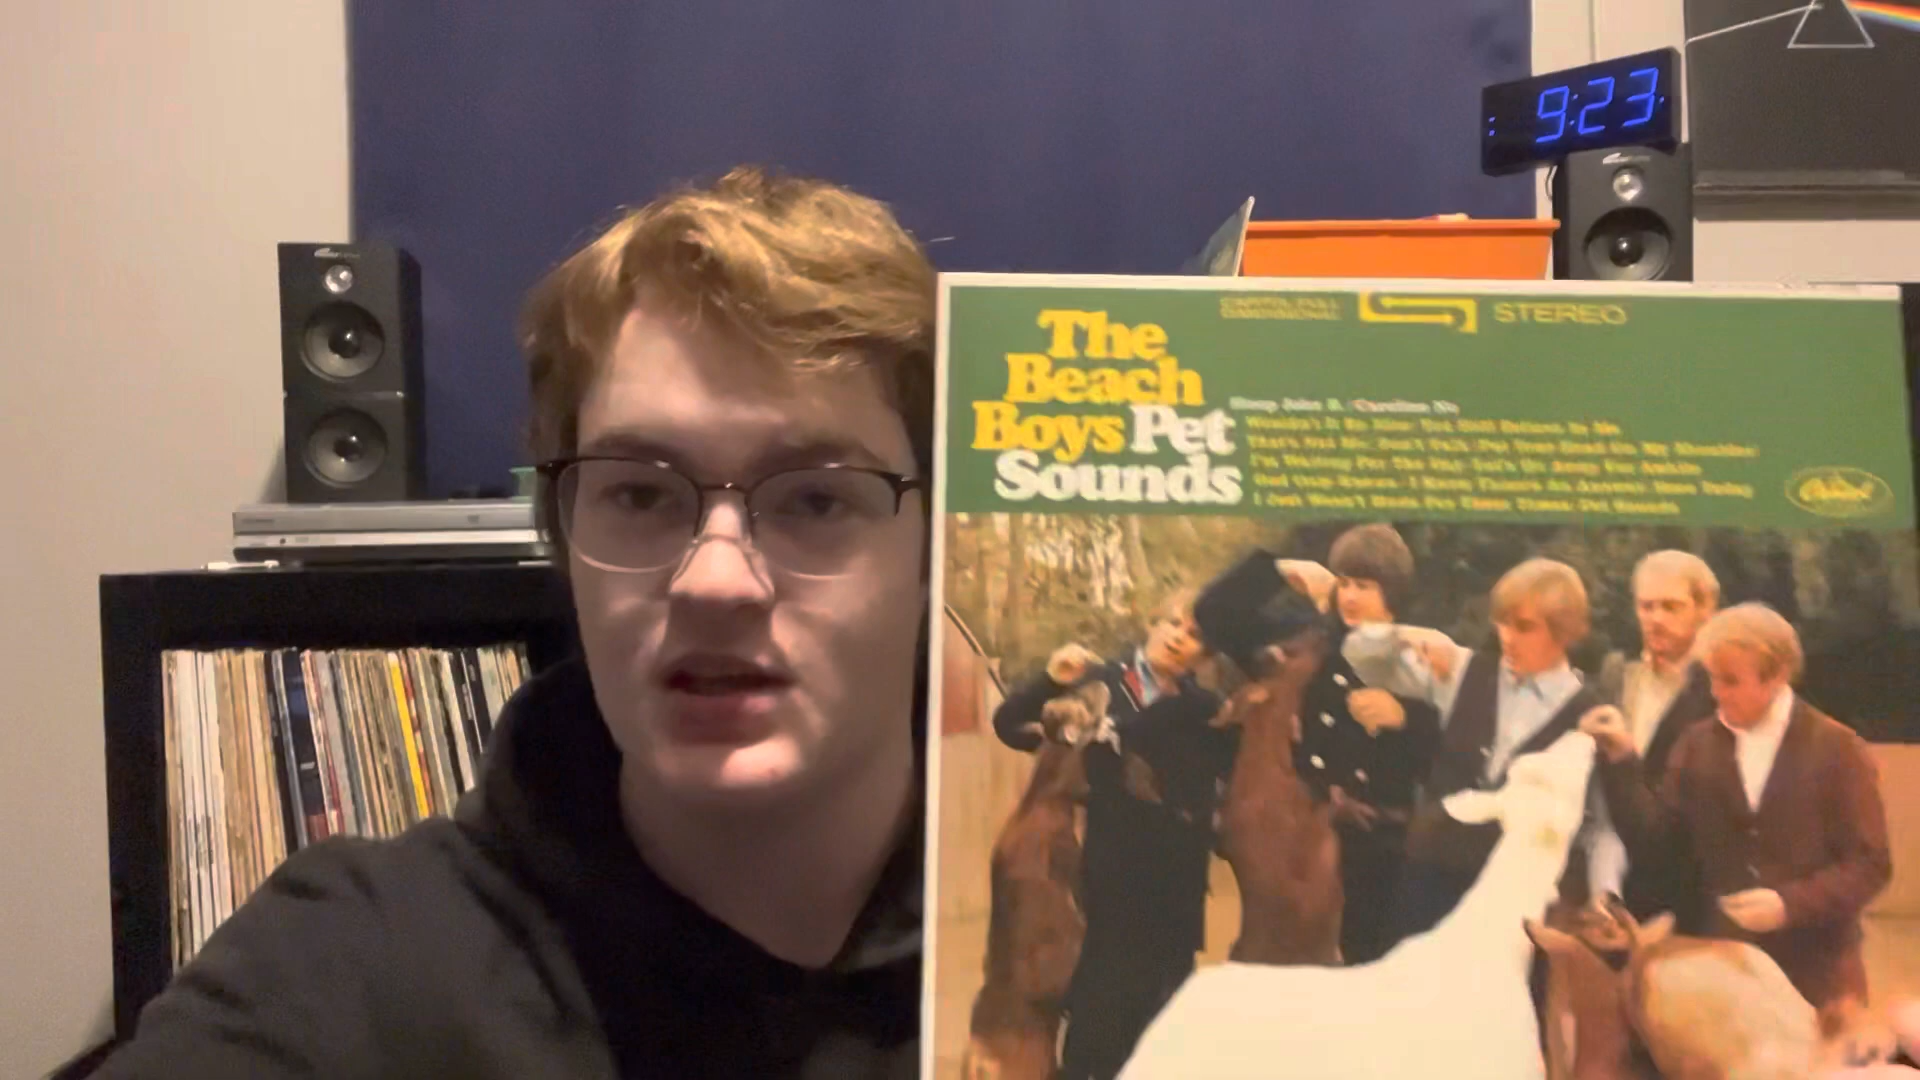 9:23
CAPITOL FULL
DIMENSIONAL
STEREO
The
Beach
Boys Pet
Sounds
Sloop John B. / Caroline No
Wouldn't It Be Nice / You Still Believe In Me
That's Not Me / Don't Talk (Put Your Head On My Shoulder)
I'm Waiting For The Day / Let's Go Away For Awhile
God Only Knows / I Know There's An Answer / Here Today
I Just Wasn't Made For These Times / Pet Sounds
Capitol